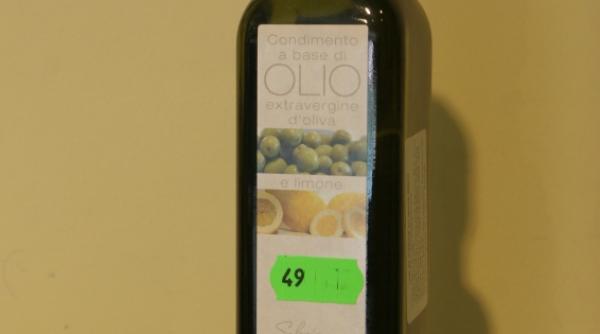 Condimento
a base di
OLIO
extravergine
d'oliva
e limone
49